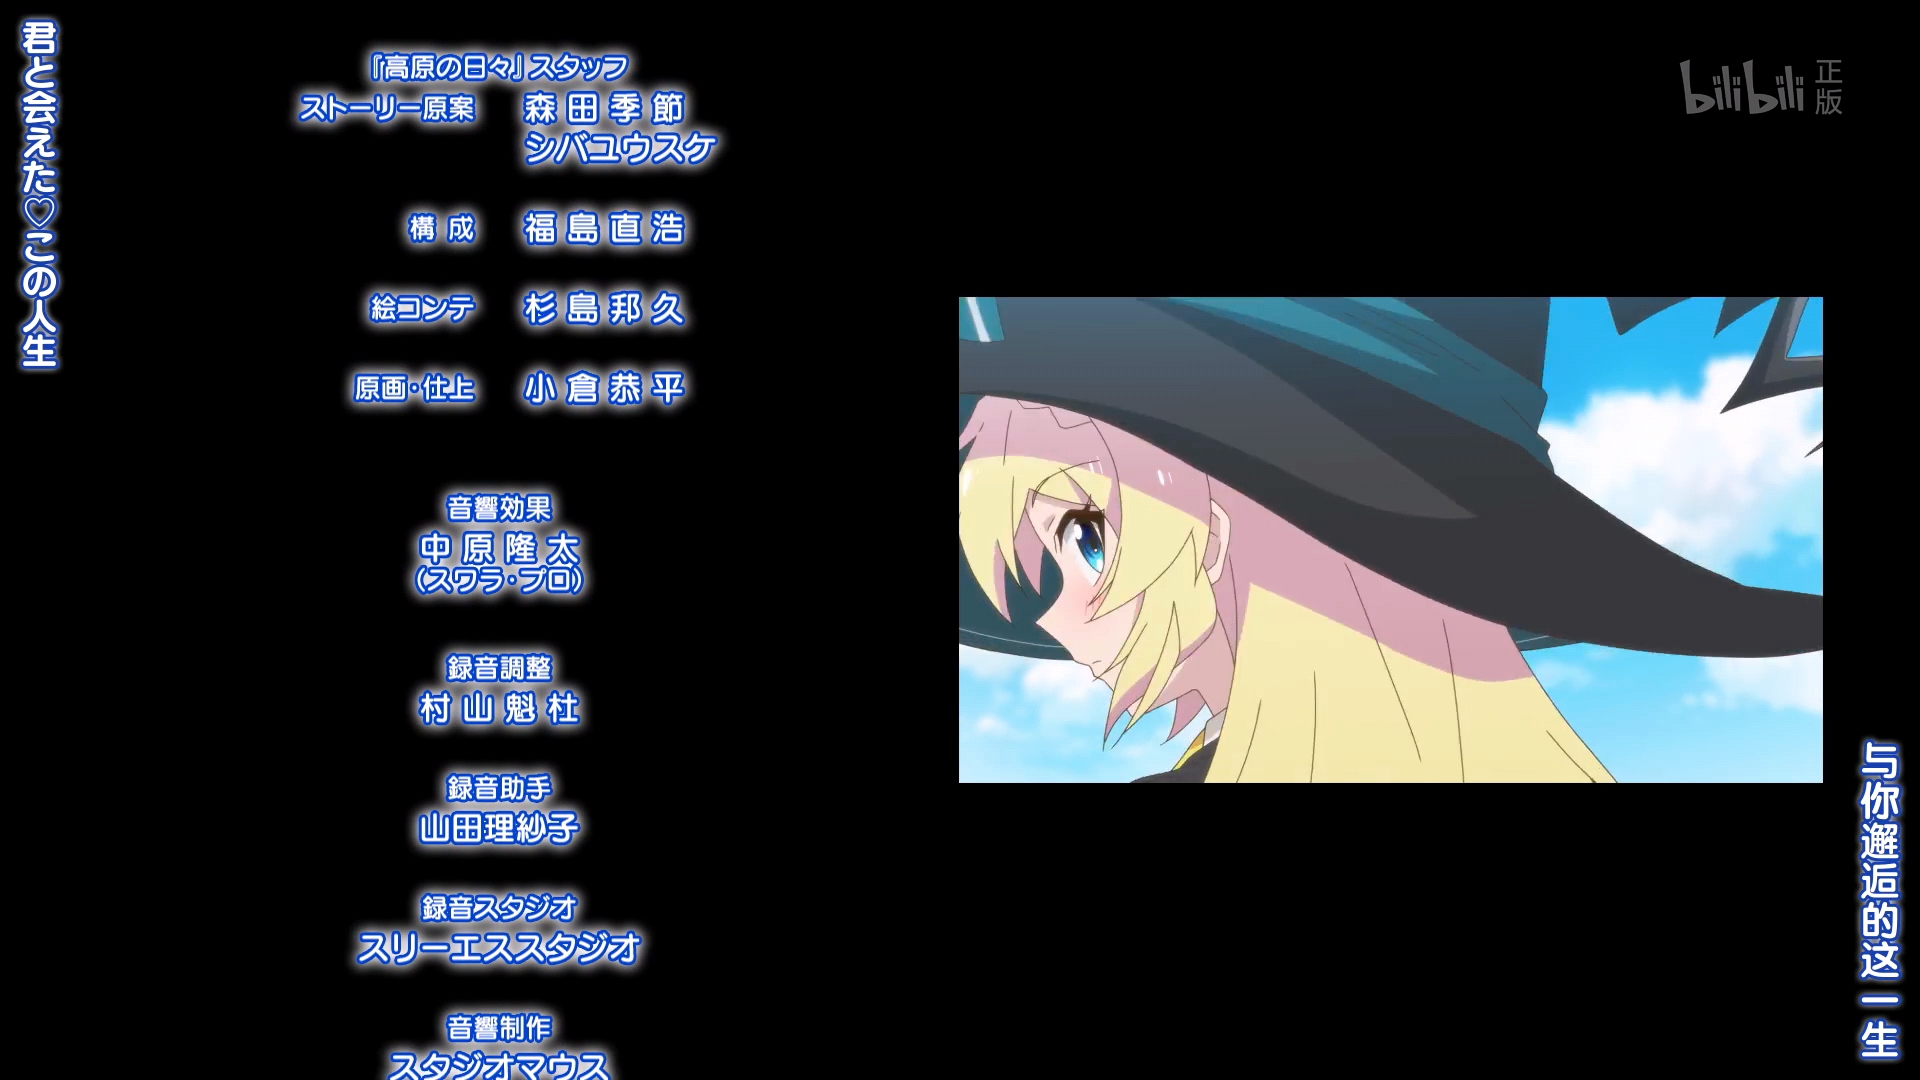 君と会えた♡この人生
『高原の日々』スタッフ
ストーリー原案 森田季節
シバユウスケ
構成 福島直浩
絵コンテ 杉島邦久
原画・仕上 小倉恭平
音響効果
中原隆太
(スワラ・プロ)
録音調整
村山魁杜
録音助手
山田理紗子
録音スタジオ
スリーエススタジオ
音響制作
スタジオマウス
bilibili 正版
与你邂逅的这一生